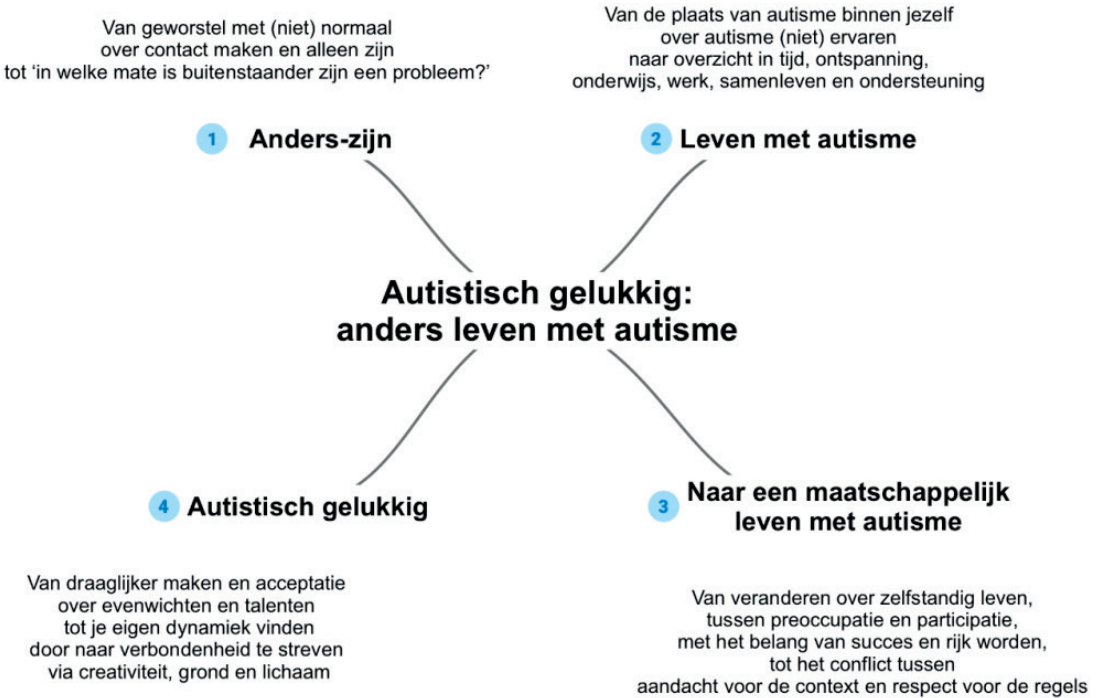 Van geworstel met (niet) normaal
over contact maken en alleen zijn
tot ‘in welke mate is buitenstaander zijn een probleem?’
1 Anders-zijn
Van de plaats van autisme binnen jezelf
over autisme (niet) ervaren
naar overzicht in tijd, ontspanning,
onderwijs, werk, samenleven en ondersteuning
2 Leven met autisme
Autistisch gelukkig:
anders leven met autisme
4 Autistisch gelukkig
Van draaglijker maken en acceptatie
over evenwichten en talenten
tot je eigen dynamiek vinden
door naar verbondenheid te streven
via creativiteit, grond en lichaam
3 Naar een maatschappelijk
leven met autisme
Van veranderen over zelfstandig leven,
tussen preoccupatie en participatie,
met het belang van succes en rijk worden,
tot het conflict tussen
aandacht voor de context en respect voor de regels